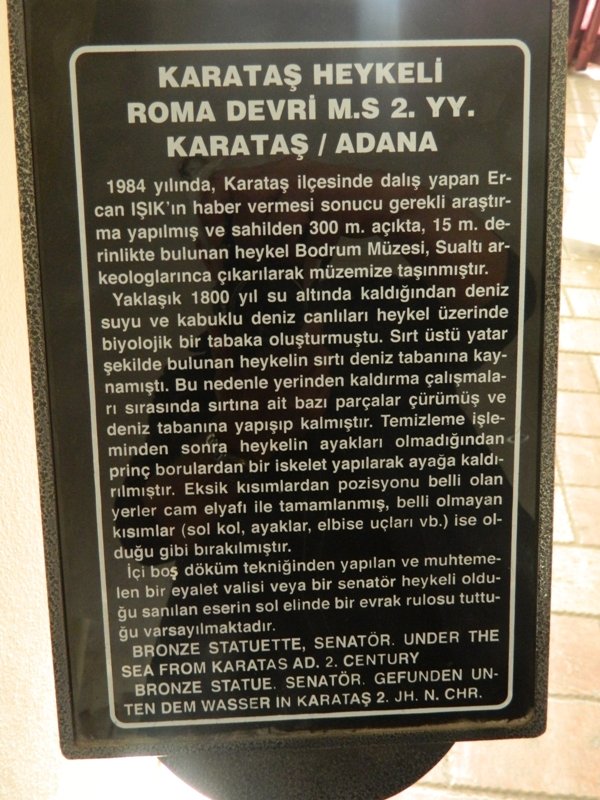 KARATAŞ HEYKELİ
ROMA DEVRİ M.S 2. YY.
KARATAŞ / ADANA
1984 yılında, Karataş ilçesinde dalış yapan Er-
can IŞIK'ın haber vermesi sonucu gerekli araştır-
ma yapılmış ve sahilden 300 m. açıkta, 15 m. de-
rinlikte bulunan heykel Bodrum Müzesi, Sualtı ar-
keologlarınca çıkarılarak müzemize taşınmıştır.
Yaklaşık 1800 yıl su altında kaldığından deniz
suyu ve kabuklu deniz canlıları heykel üzerinde
biyolojik bir tabaka oluşturmuştu. Sırt üstü yatar
şekilde bulunan heykelin sırtı deniz tabanına kay-
namıştı. Bu nedenle yerinden kaldırma çalışmala-
rı sırasında sırtına ait bazı parçalar çürümüş ve
deniz tabanına yapışıp kalmıştır. Temizleme işle-
minden sonra heykelin ayakları olmadığından
prinç borulardan bir iskelet yapılarak ayağa kaldı-
rılmıştır. Eksik kısımlardan pozisyonu belli olan
yerler cam elyafı ile tamamlanmış, belli olmayan
kısımlar (sol kol, ayaklar, elbise uçları vb.) ise ol-
duğu gibi bırakılmıştır.
İçi boş döküm tekniğinden yapılan ve muhteme-
len bir eyalet valisi veya bir senatör heykeli oldu-
ğu sanılan eserin sol elinde bir evrak rulosu tuttu-
ğu varsayılmaktadır.
BRONZE STATUETTE, SENATÖR. UNDER THE
SEA FROM KARATAS AD. 2. CENTURY
BRONZE STATUE. SENATÖR. GEFUNDEN UN-
TEN DEM WASSER IN KARATAŞ 2. JH. N. CHR.